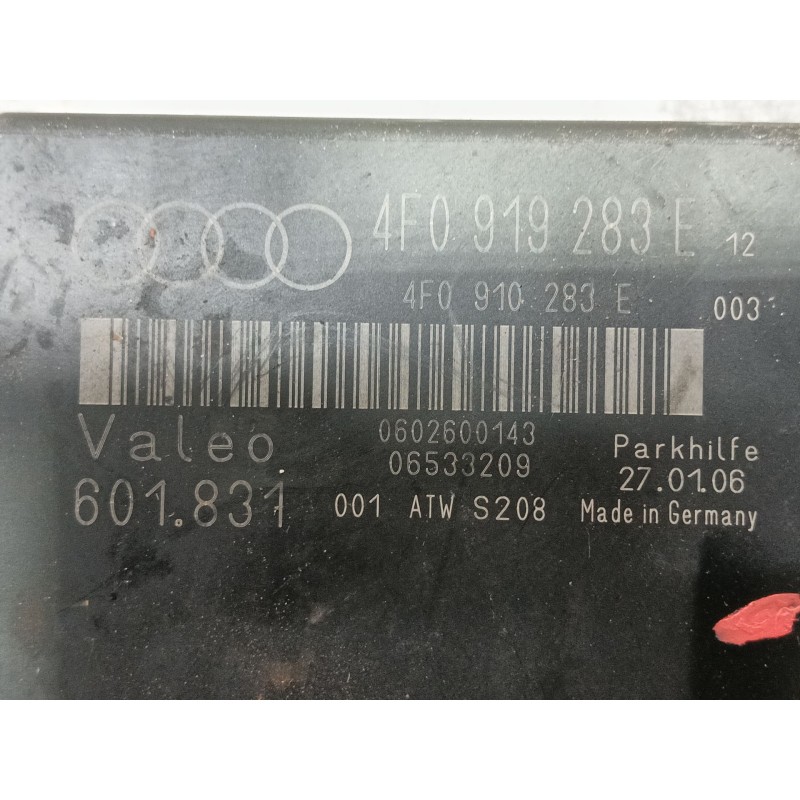 4F0 919 283 E 12
4F0 910 283 E 003
Valeo 0602600143 Parkhilfe
06533209 27.01.06
601.831 001 ATW S208 Made in Germany